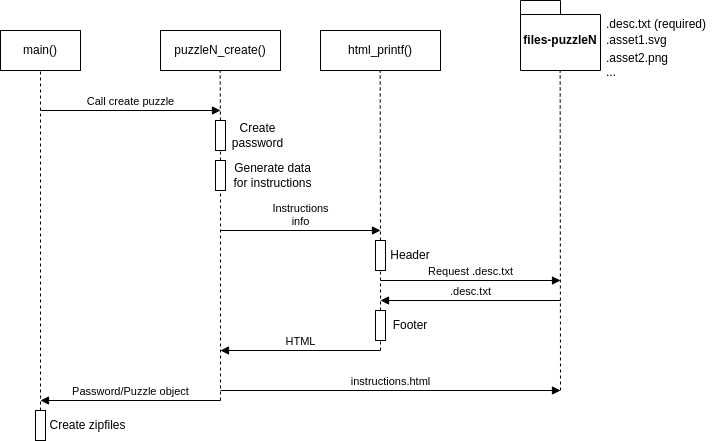 main()
puzzleN_create()
html_printf()
files-puzzleN
.desc.txt (required)
.asset1.svg
.asset2.png
...
Call create puzzle
Create
password
Generate data
for instructions
Instructions
info
Header
Request .desc.txt
.desc.txt
Footer
HTML
instructions.html
Password/Puzzle object
Create zipfiles